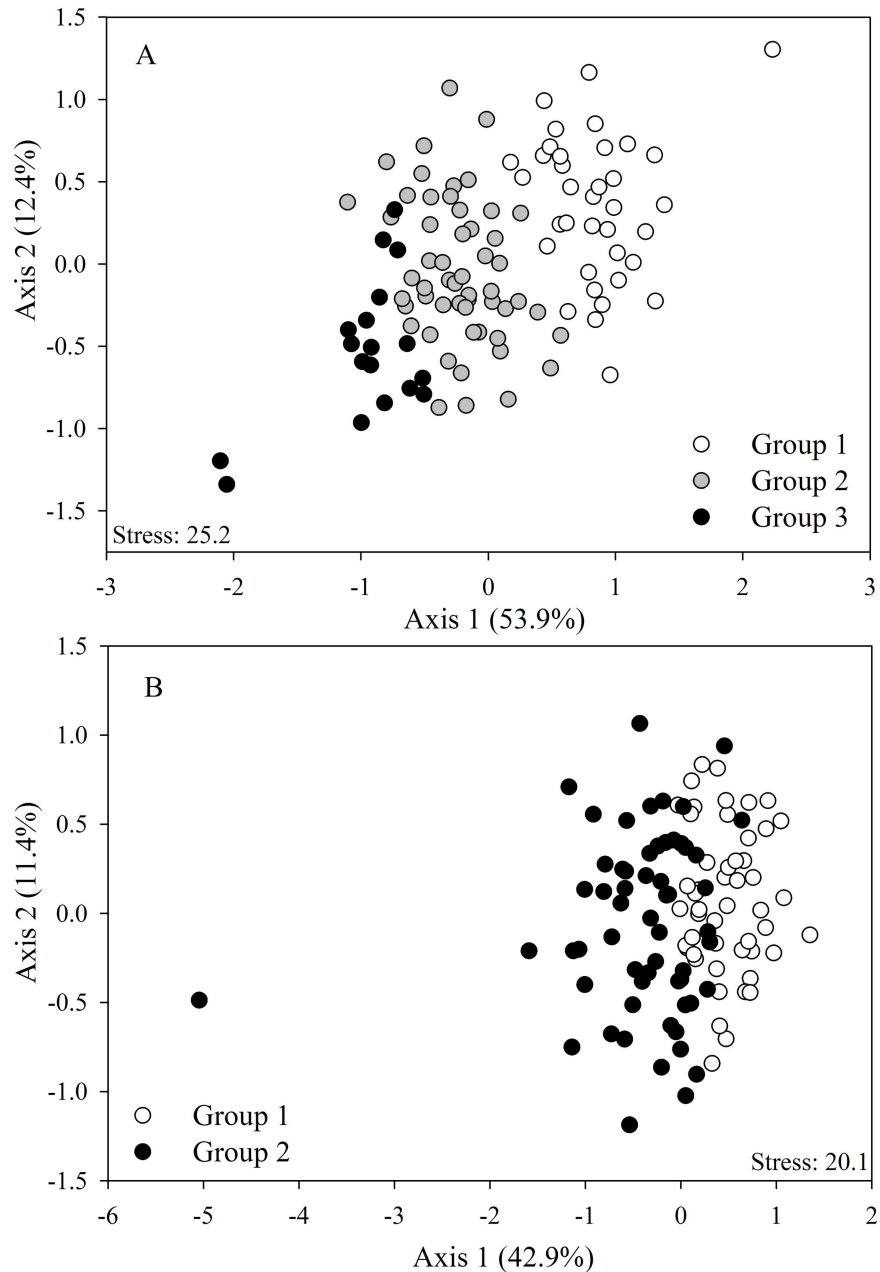 1.5
A
1.0
0.5
0.0
-0.5
-1.0
-1.5
Axis 2 (12.4%)
Group 1
Group 2
Group 3
Stress: 25.2
-3 -2 -1 0 1 2 3
Axis 1 (53.9%)
1.5
B
1.0
0.5
0.0
-0.5
-1.0
-1.5
Axis 2 (11.4%)
Group 1
Group 2
Stress: 20.1
-6 -5 -4 -3 -2 -1 0 1 2
Axis 1 (42.9%)